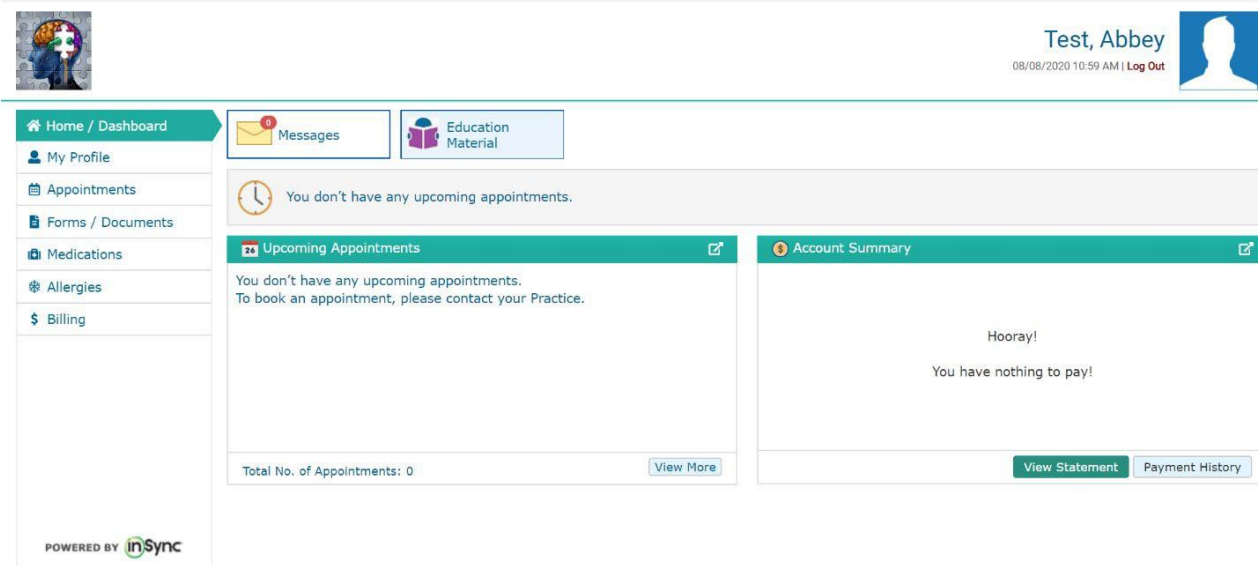 Test, Abbey
08/08/2020 10:59 AM | Log Out
Home / Dashboard
My Profile
Appointments
Forms / Documents
Medications
Allergies
$ Billing
POWERED BY inSync
0
Messages
Education
Material
You don't have any upcoming appointments.
26 Upcoming Appointments
You don't have any upcoming appointments.
To book an appointment, please contact your Practice.
Total No. of Appointments: 0
View More
$ Account Summary
Hooray!
You have nothing to pay!
View Statement
Payment History